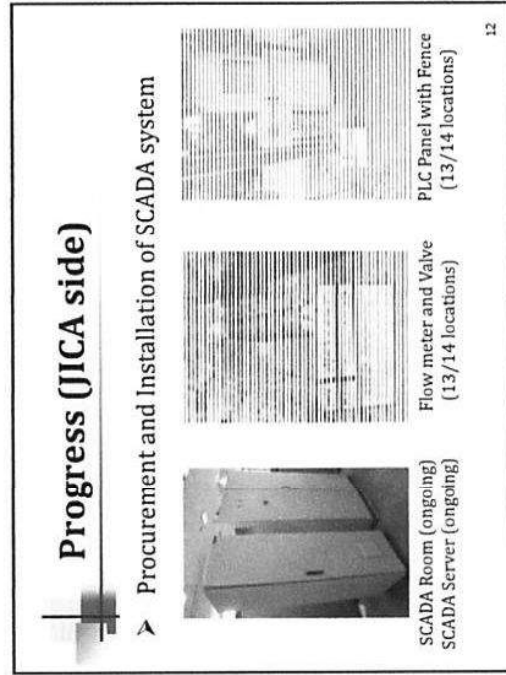 Progress (JICA side)
➤ Procurement and Installation of SCADA system
SCADA Room (ongoing)
SCADA Server (ongoing)
Flow meter and Valve
(13/14 locations)
PLC Panel with Fence
(13/14 locations)
12